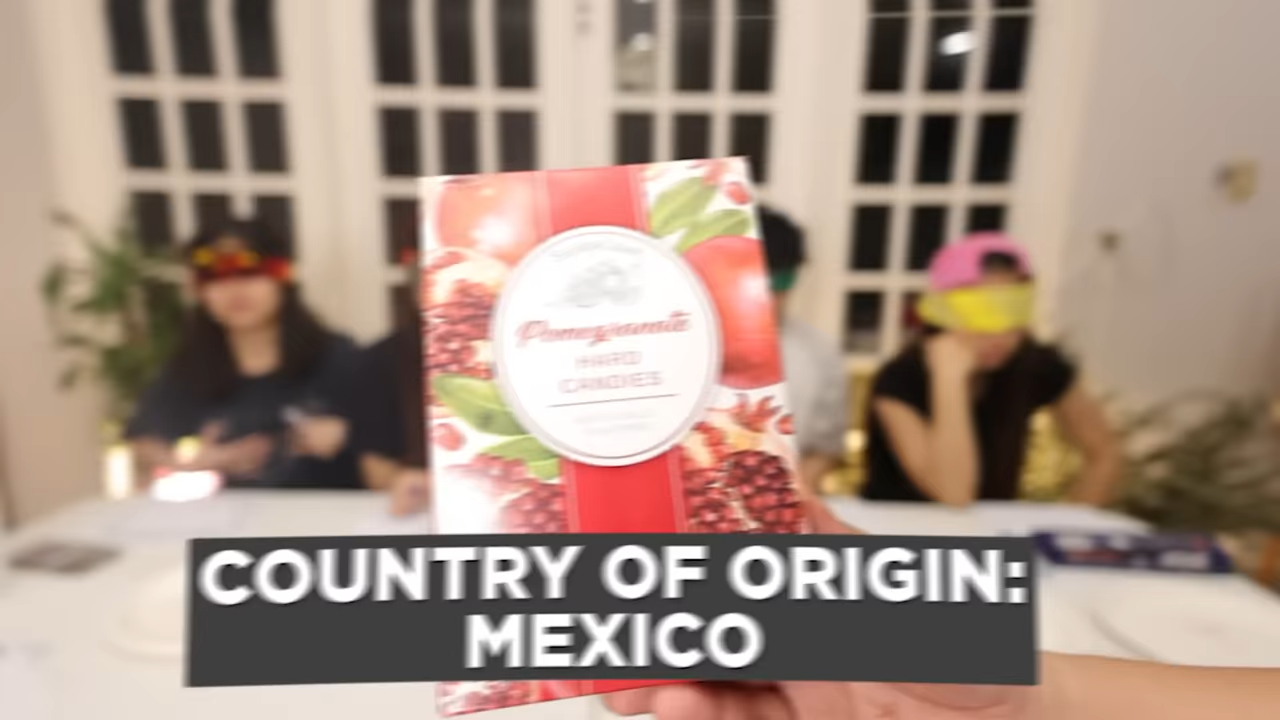 Pomegranate
HARD
CANDIES
COUNTRY OF ORIGIN:
MEXICO